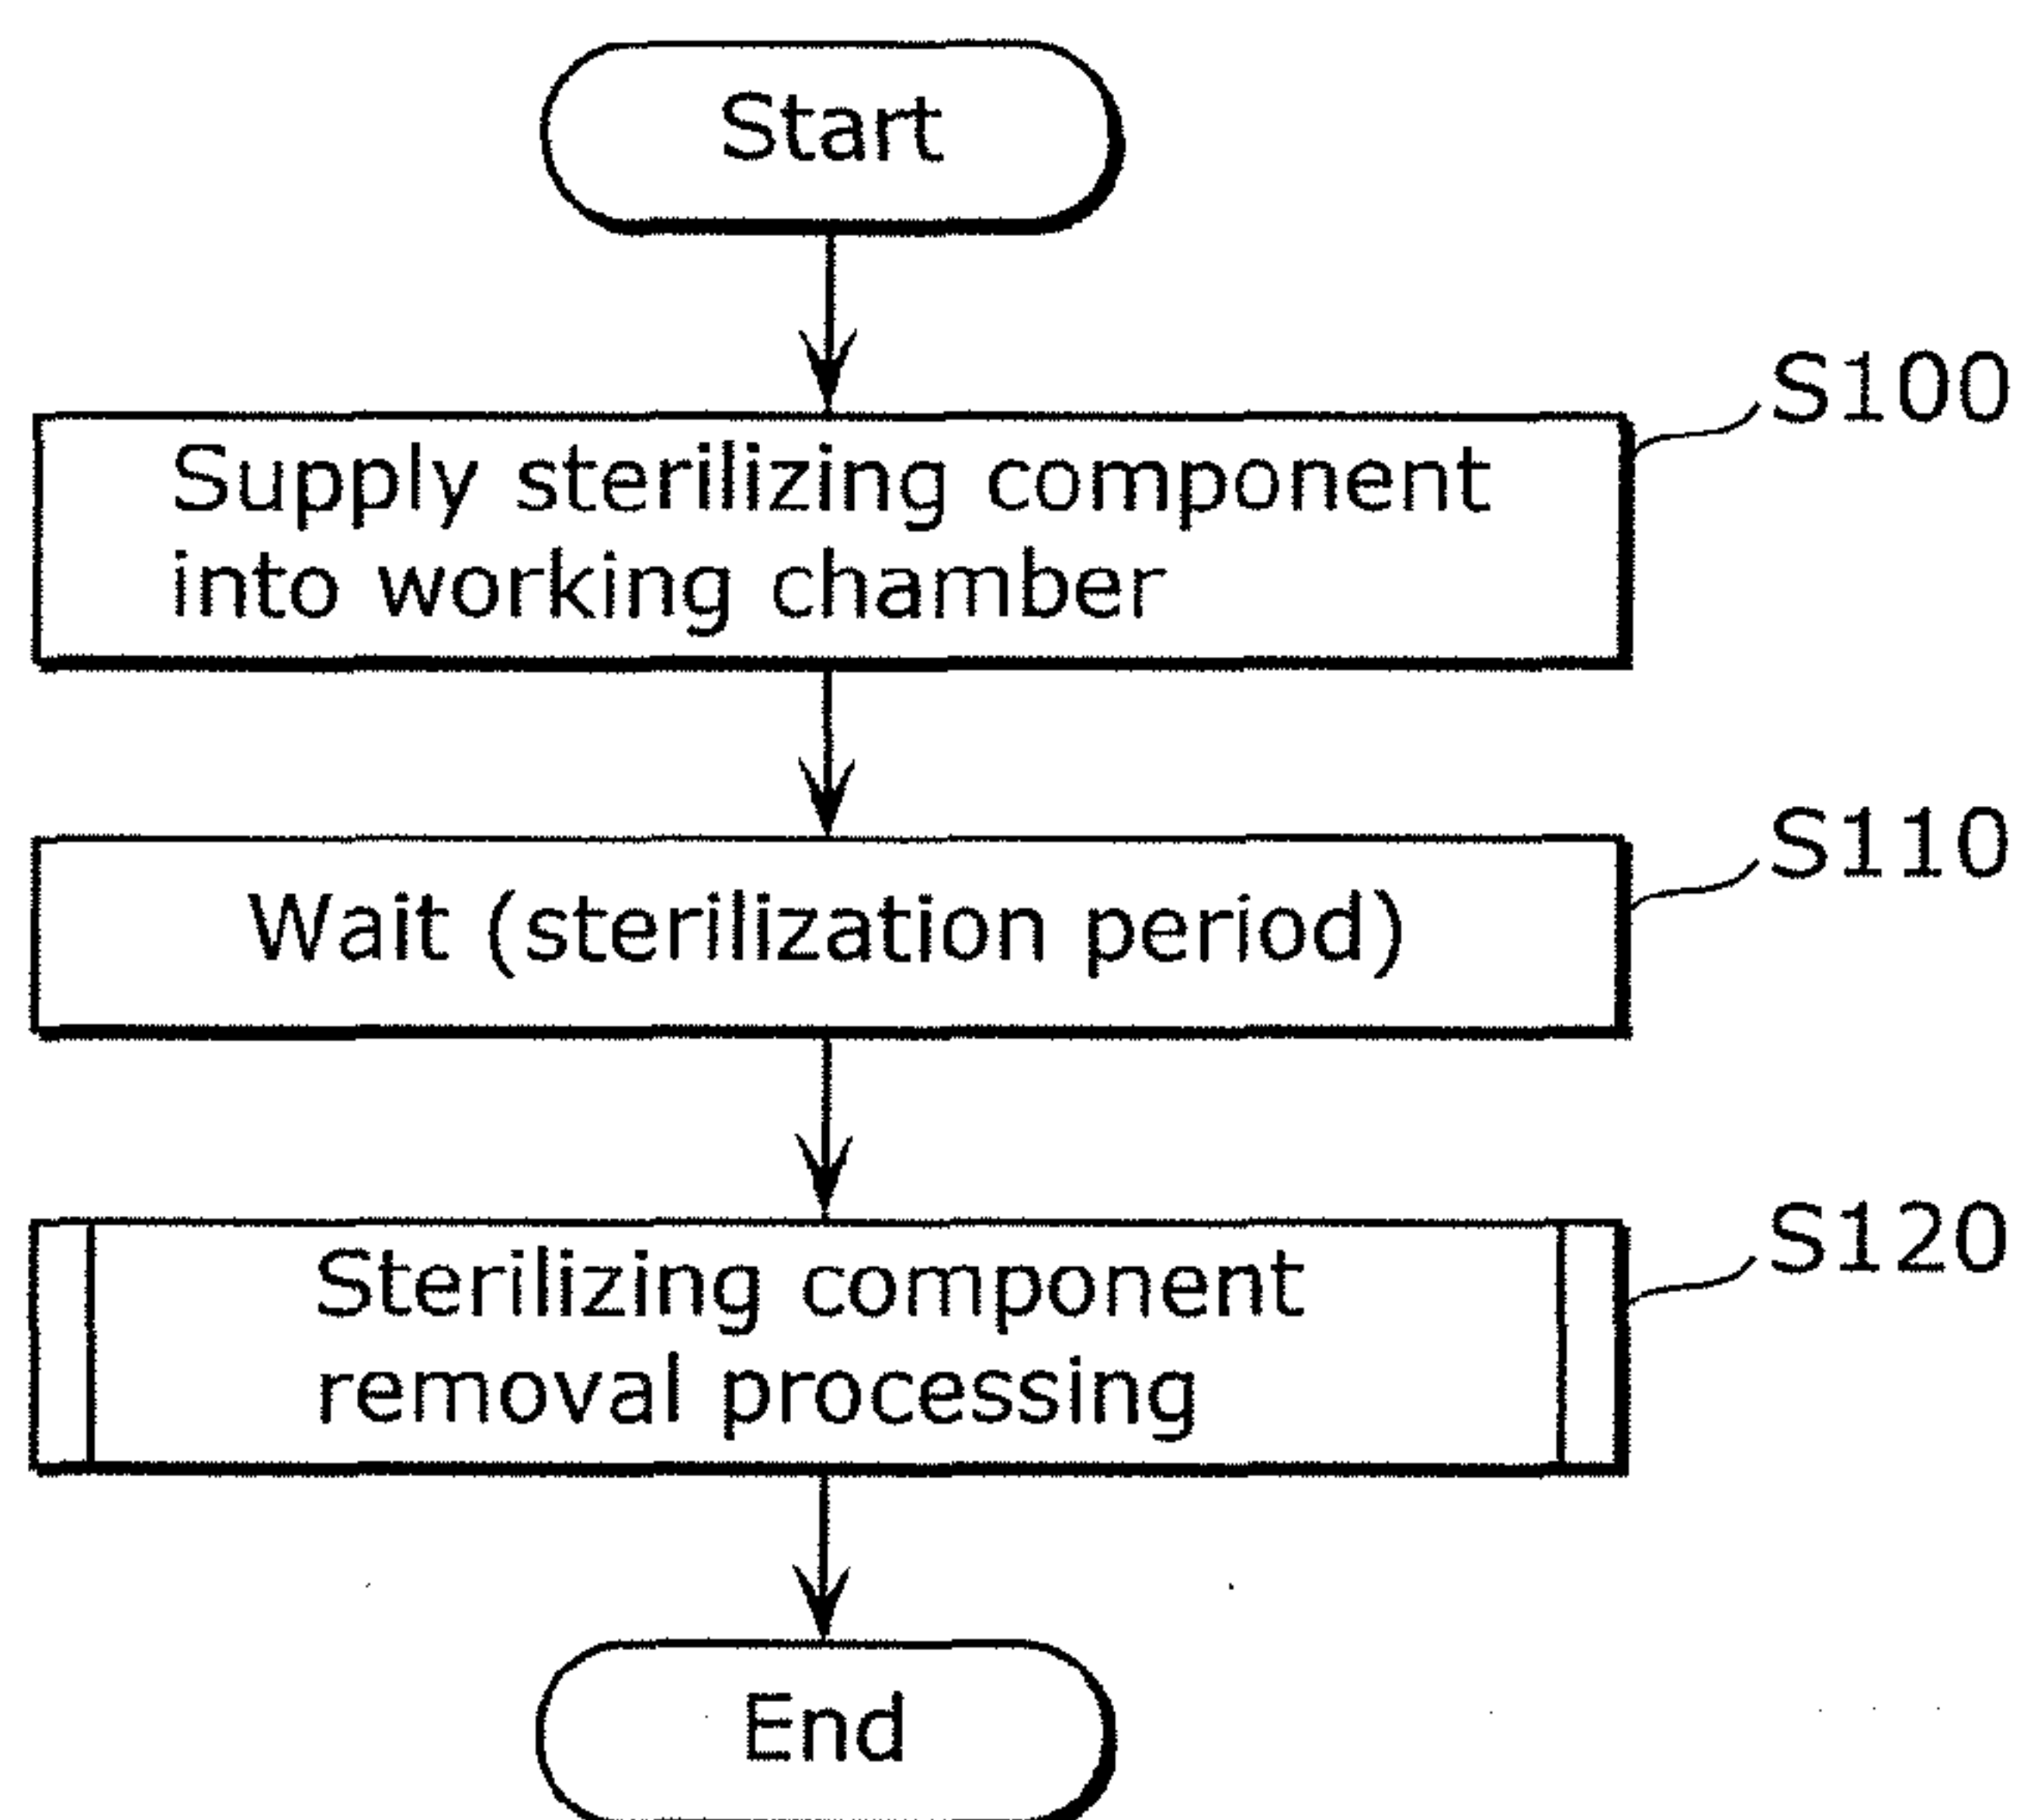 Start
S100
Supply sterilizing component
into working chamber
S110
Wait (sterilization period)
S120
Sterilizing component
removal processing
End